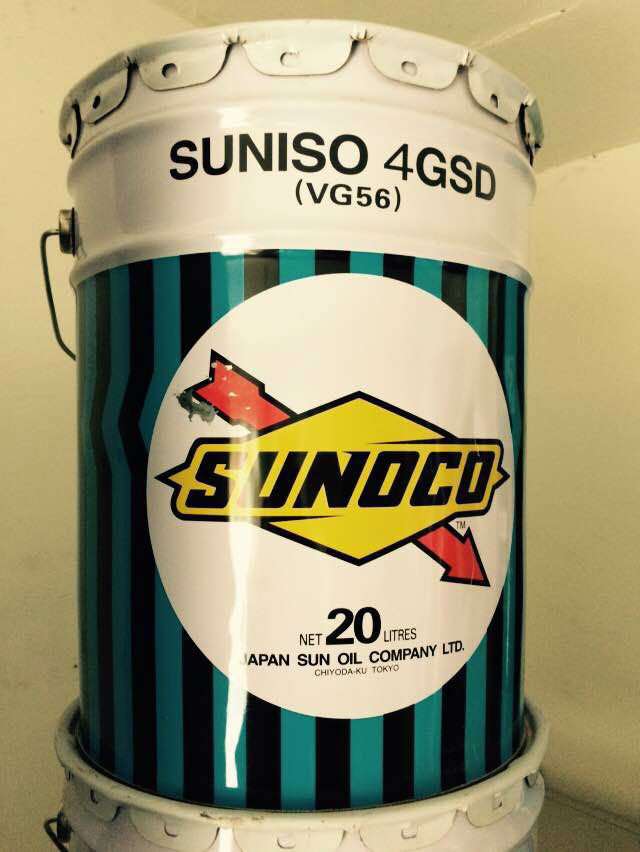 SUNISO 4GSD
(VG56)
SUNOCO
TM
NET 20 LITRES
JAPAN SUN OIL COMPANY LTD.
CHIYODA-KU TOKYO